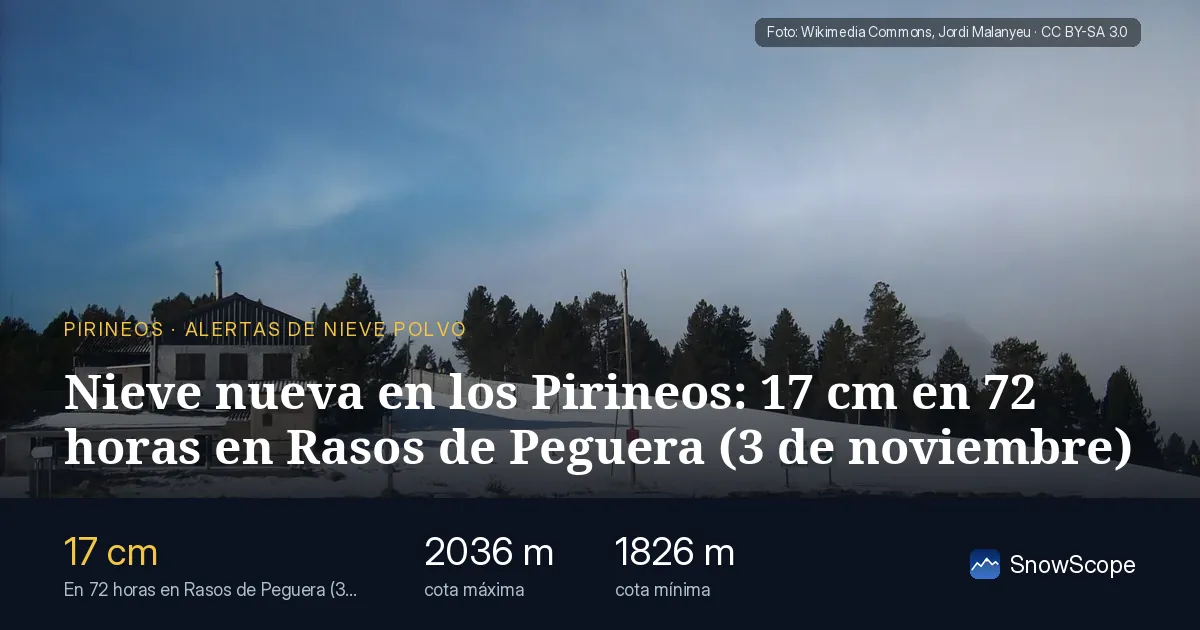 Foto: Wikimedia Commons, Jordi Malanyeu · CC BY-SA 3.0
PIRINEOS · ALERTAS DE NIEVE POLVO
Nieve nueva en los Pirineos: 17 cm en 72
horas en Rasos de Peguera (3 de noviembre)
17 cm
En 72 horas en Rasos de Peguera (3...
2036 m
cota máxima
1826 m
cota mínima
SnowScope